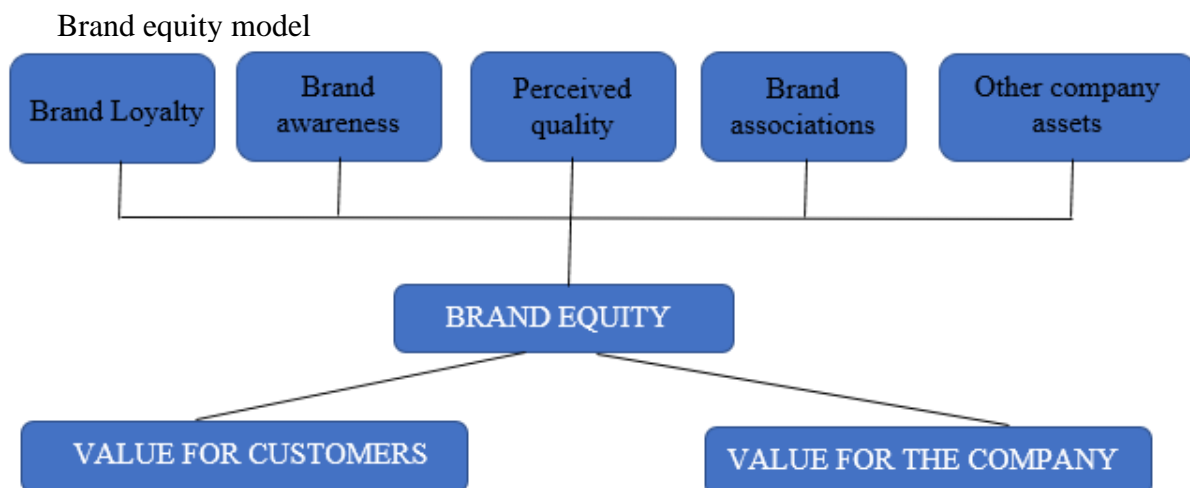 Brand equity model
Brand Loyalty
Brand
awareness
Perceived
quality
Brand
associations
Other company
assets
BRAND EQUITY
VALUE FOR CUSTOMERS
VALUE FOR THE COMPANY